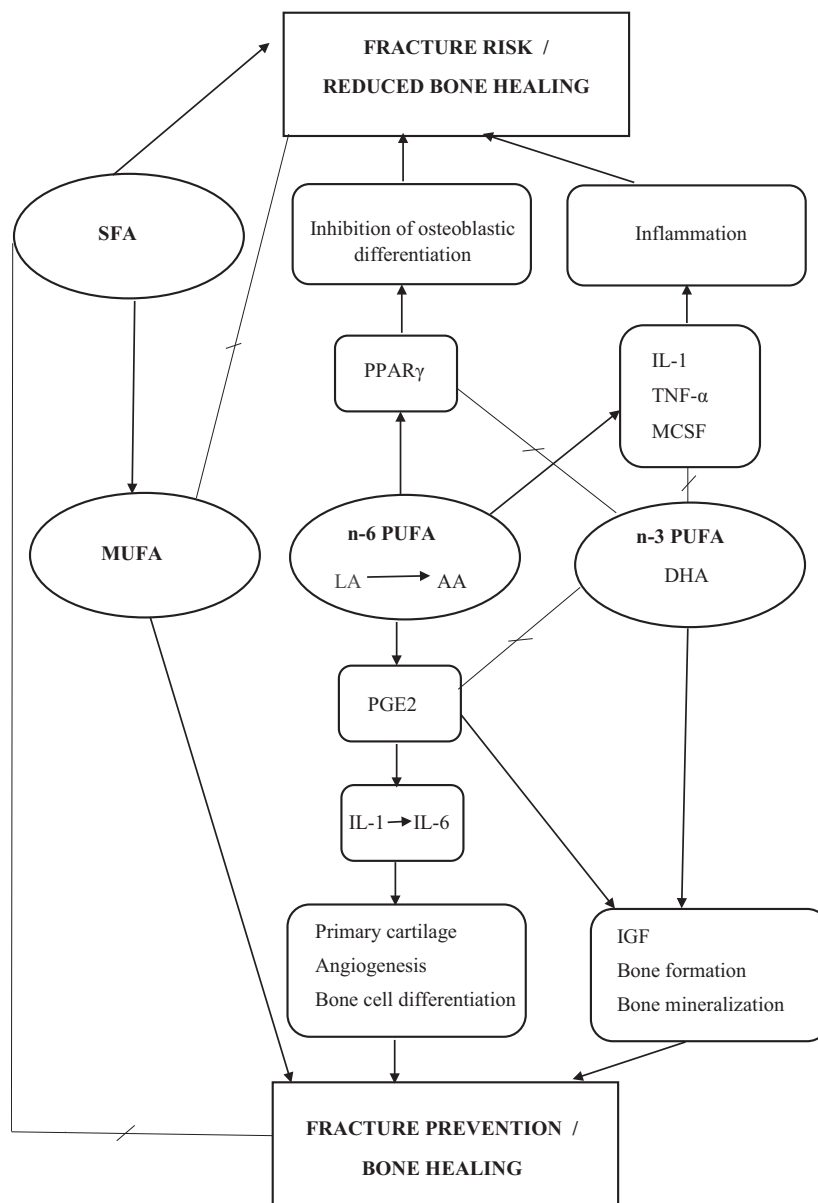 FRACTURE RISK /
REDUCED BONE HEALING
SFA
Inhibition of osteoblastic
differentiation
Inflammation
PPARγ
IL-1
TNF-α
MCSF
MUFA
n-6 PUFA
LA AA
n-3 PUFA
DHA
PGE2
IL-1 IL-6
Primary cartilage
Angiogenesis
Bone cell differentiation
IGF
Bone formation
Bone mineralization
FRACTURE PREVENTION /
BONE HEALING